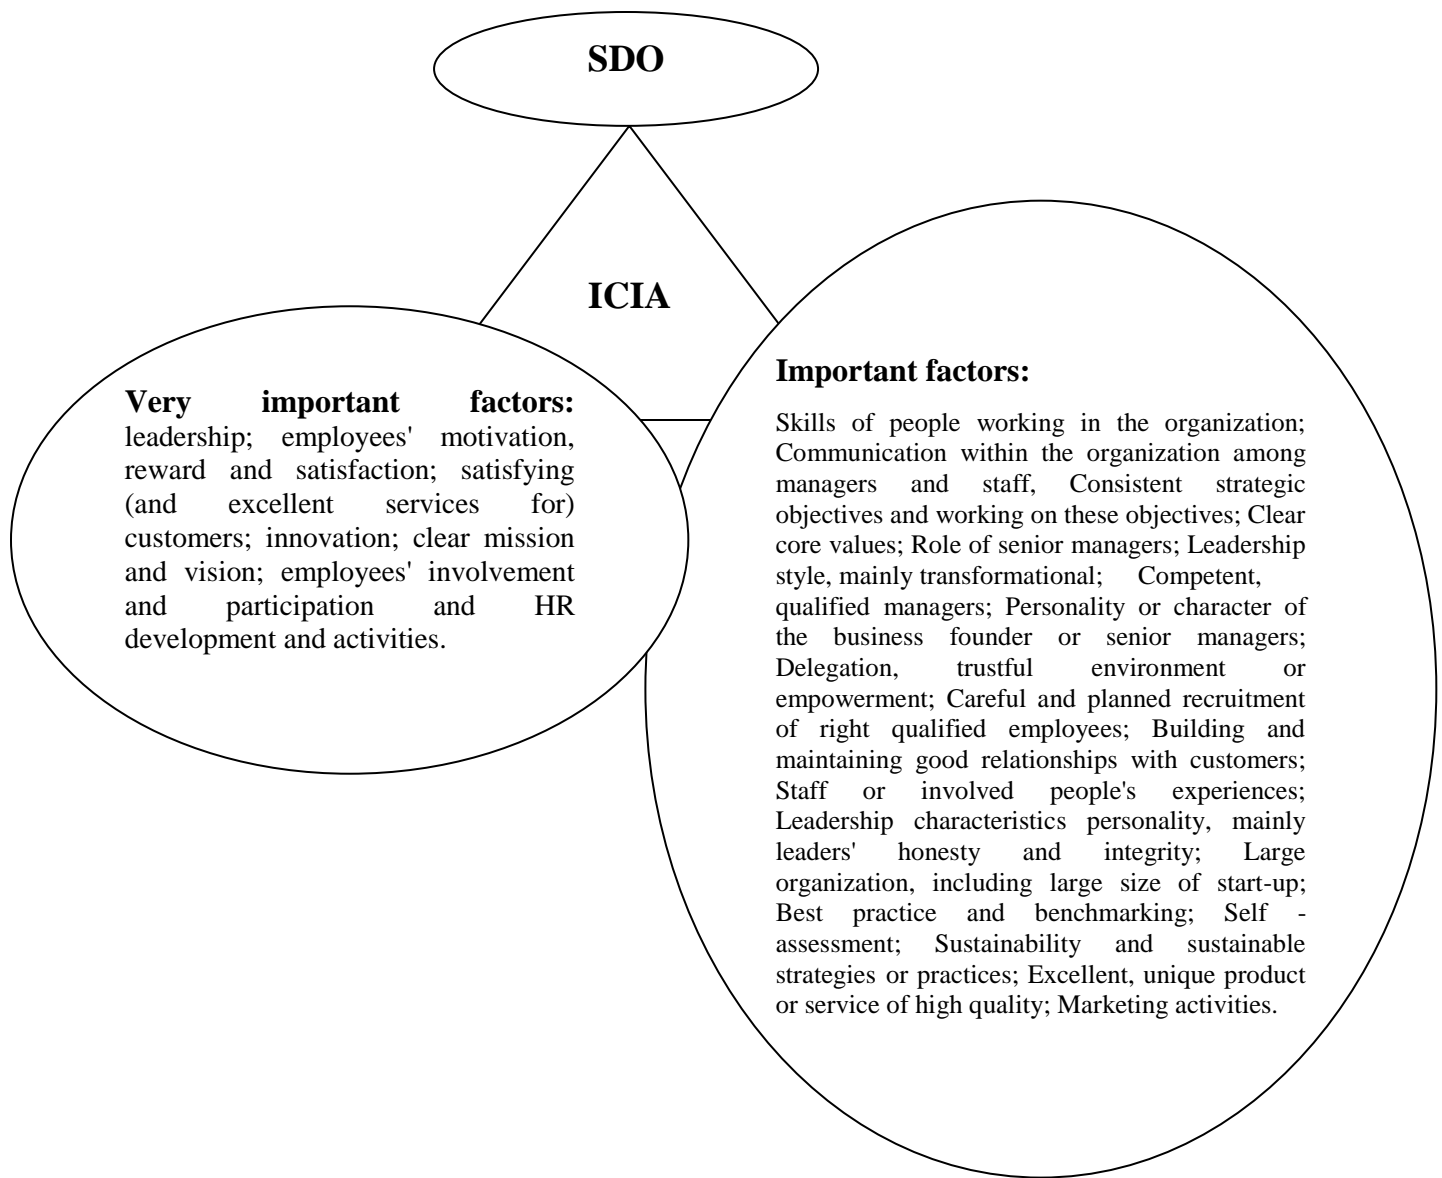 SDO
ICIA
Very important factors:
leadership; employees' motivation,
reward and satisfaction; satisfying
(and excellent services for)
customers; innovation; clear mission
and vision; employees' involvement
and participation and HR
development and activities.
Important factors:
Skills of people working in the organization;
Communication within the organization among
managers and staff, Consistent strategic
objectives and working on these objectives; Clear
core values; Role of senior managers; Leadership
style, mainly transformational; Competent,
qualified managers; Personality or character of
the business founder or senior managers;
Delegation, trustful environment or
empowerment; Careful and planned recruitment
of right qualified employees; Building and
maintaining good relationships with customers;
Staff or involved people's experiences;
Leadership characteristics personality, mainly
leaders' honesty and integrity; Large
organization, including large size of start-up;
Best practice and benchmarking; Self -
assessment; Sustainability and sustainable
strategies or practices; Excellent, unique product
or service of high quality; Marketing activities.